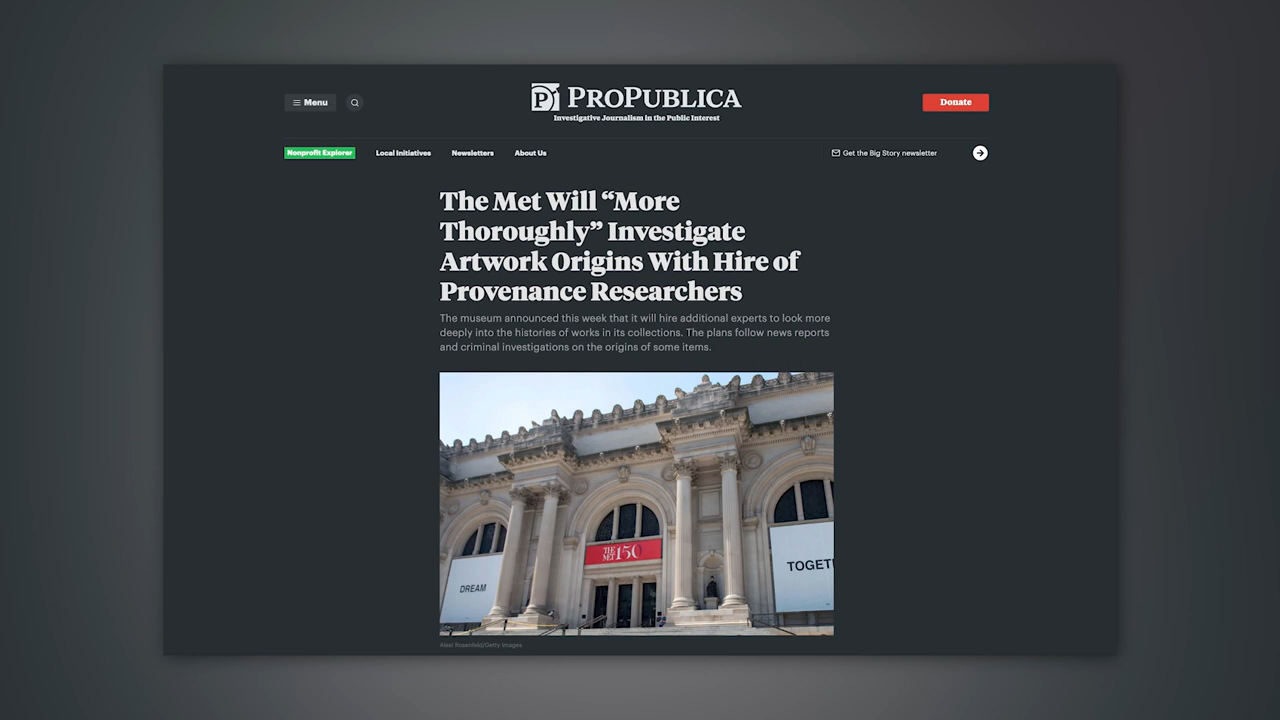 Menu
PROPUBLICA
Investigative Journalism in the Public Interest
Donate
Nonprofit Explorer
Local Initiatives
Newsletters
About Us
Get the Big Story newsletter
The Met Will “More
Thoroughly” Investigate
Artwork Origins With Hire of
Provenance Researchers
The museum announced this week that it will hire additional experts to look more
deeply into the histories of works in its collections. The plans follow news reports
and criminal investigations on the origins of some items.
THE MET 150
DREAM
TOGET
Alexi Rosenfeld/Getty Images